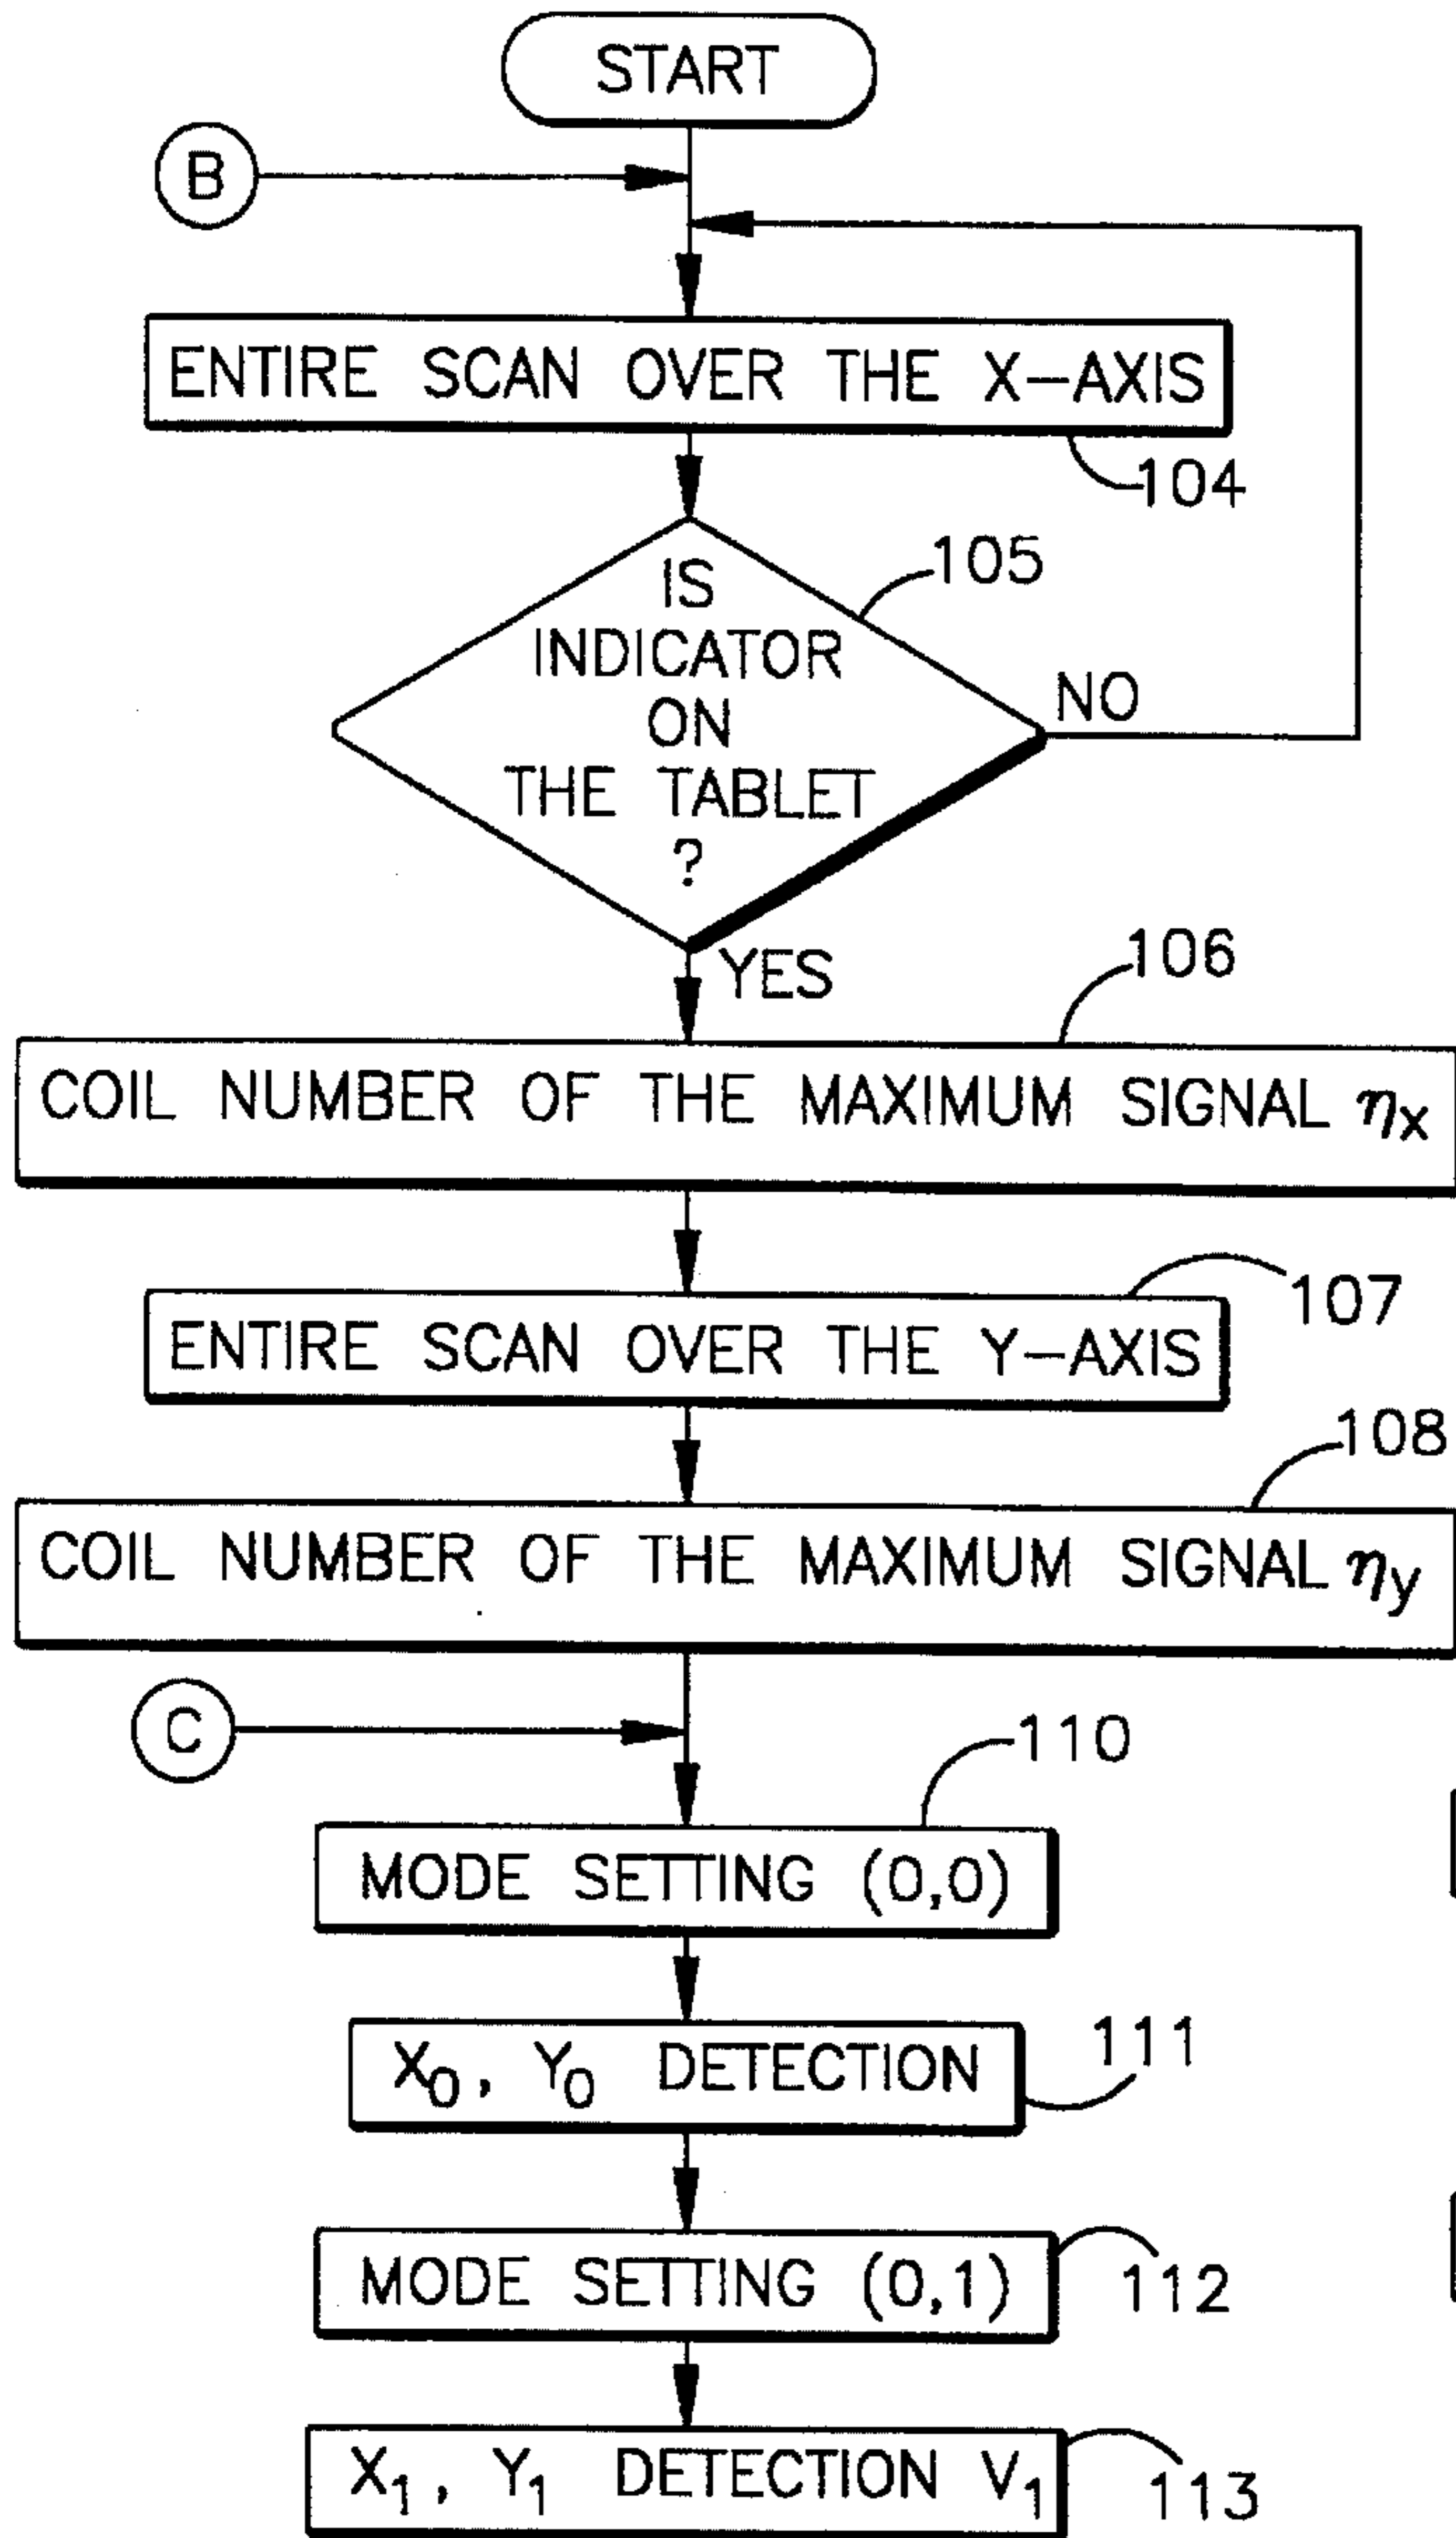 START
B
ENTIRE SCAN OVER THE X-AXIS
104
105
IS
INDICATOR
ON
THE TABLET
?
NO
YES
106
COIL NUMBER OF THE MAXIMUM SIGNAL ηx
107
ENTIRE SCAN OVER THE Y-AXIS
108
COIL NUMBER OF THE MAXIMUM SIGNAL ηy
C
110
MODE SETTING (0,0)
X0, Y0 DETECTION
111
MODE SETTING (0,1)
112
X1, Y1 DETECTION V1
113